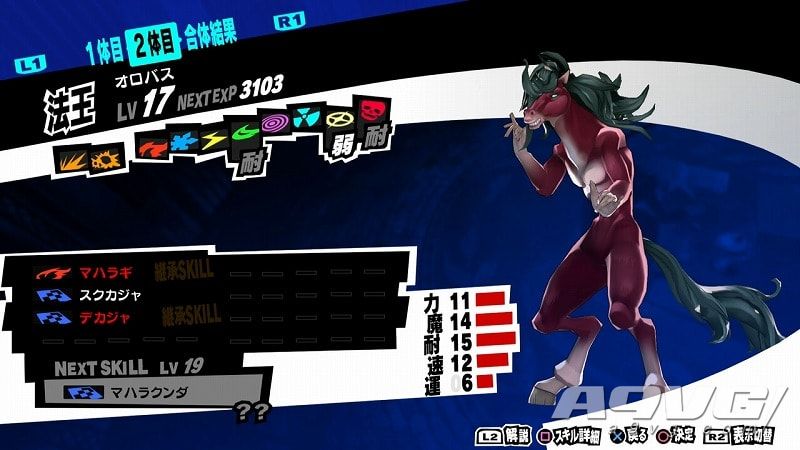 L1 1体目 2体目 合体結果 R1
法王 オロバス
LV 17 NEXT EXP 3103
耐 弱 耐
マハラギ 継承SKILL
スクカジャ
デカジャ 継承SKILL
NEXT SKILL LV 19
マハラクンダ
??
力 11
魔 14
耐 15
速 12
運 06
AQVG
L2 解説 スキル詳細 戻る 決定 R2 表示切替